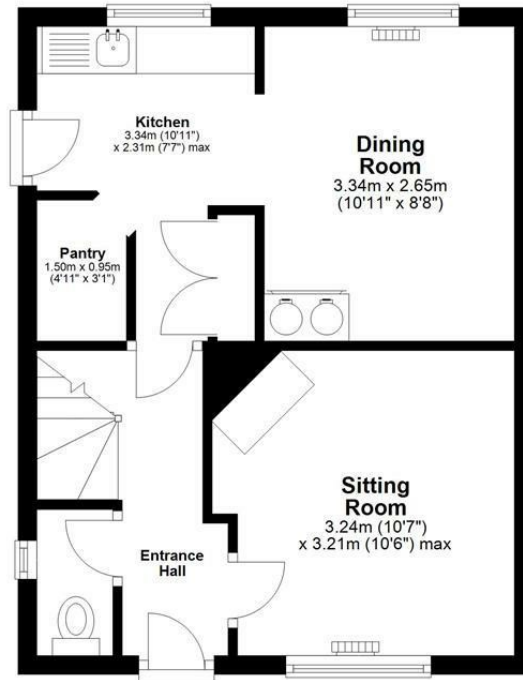 Kitchen
3.34m (10'11")
x 2.31m (7'7") max
Dining
Room
3.34m x 2.65m
(10'11" x 8'8")
Pantry
1.50m x 0.95m
(4'11" x 3'1")
Sitting
Room
3.24m (10'7")
x 3.21m (10'6") max
Entrance
Hall